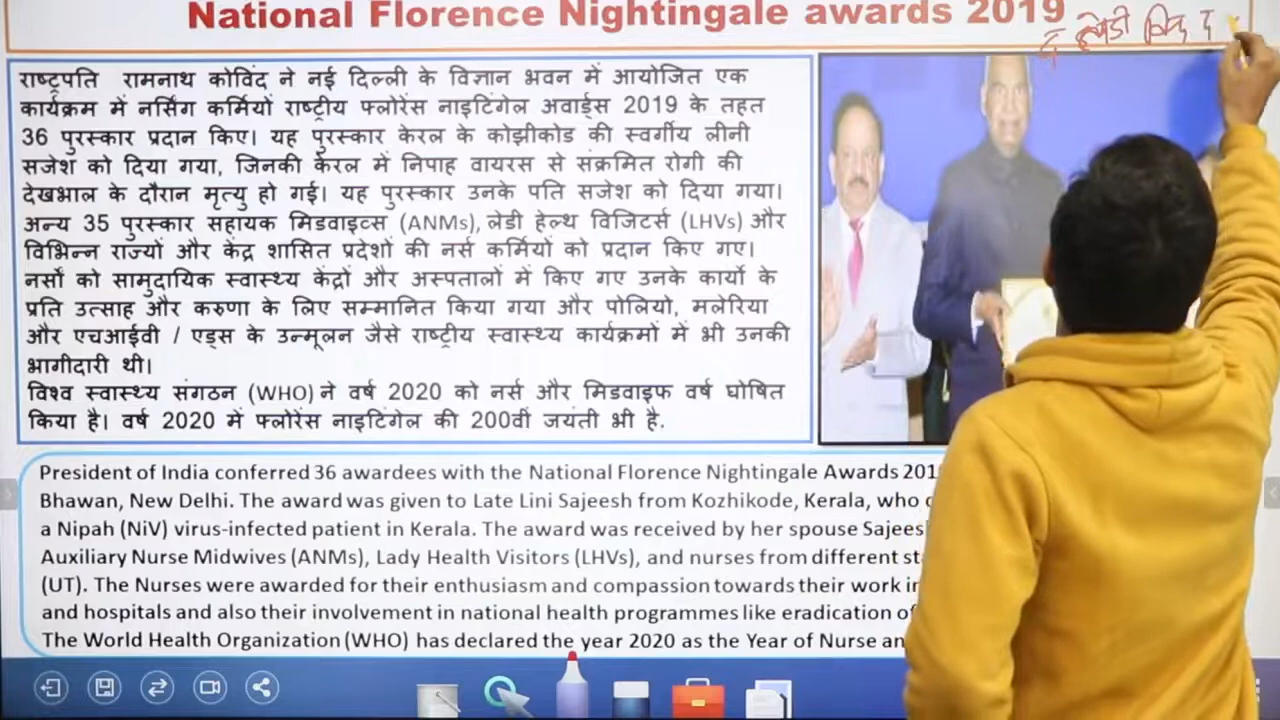 National Florence Nightingale awards 2019
द लेडी विद द
राष्ट्रपति रामनाथ कोविंद ने नई दिल्ली के विज्ञान भवन में आयोजित एक
कार्यक्रम में नर्सिंग कर्मियों राष्ट्रीय फ्लोरेंस नाइटिंगेल अवार्ड्स 2019 के तहत
36 पुरस्कार प्रदान किए। यह पुरस्कार केरल के कोझीकोड की स्वर्गीय लीनी
सजेश को दिया गया, जिनकी केरल में निपाह वायरस से संक्रमित रोगी की
देखभाल के दौरान मृत्यु हो गई। यह पुरस्कार उनके पति सजेश को दिया गया।
अन्य 35 पुरस्कार सहायक मिडवाइव्स (ANMs), लेडी हेल्थ विजिटर्स (LHVs) और
विभिन्न राज्यों और केंद्र शासित प्रदेशों की नर्स कर्मियों को प्रदान किए गए।
नर्सों को सामुदायिक स्वास्थ्य केंद्रों और अस्पतालों में किए गए उनके कार्यों के
प्रति उत्साह और करुणा के लिए सम्मानित किया गया और पोलियो, मलेरिया
और एचआईवी / एड्स के उन्मूलन जैसे राष्ट्रीय स्वास्थ्य कार्यक्रमों में भी उनकी
भागीदारी थी।
विश्व स्वास्थ्य संगठन (WHO) ने वर्ष 2020 को नर्स और मिडवाइफ वर्ष घोषित
किया है। वर्ष 2020 में फ्लोरेंस नाइटिंगेल की 200वीं जयंती भी है.
President of India conferred 36 awardees with the National Florence Nightingale Awards 201
Bhawan, New Delhi. The award was given to Late Lini Sajeesh from Kozhikode, Kerala, who
a Nipah (NiV) virus-infected patient in Kerala. The award was received by her spouse Sajees
Auxiliary Nurse Midwives (ANMs), Lady Health Visitors (LHVs), and nurses from different st
(UT). The Nurses were awarded for their enthusiasm and compassion towards their work in
and hospitals and also their involvement in national health programmes like eradication of
The World Health Organization (WHO) has declared the year 2020 as the Year of Nurse an